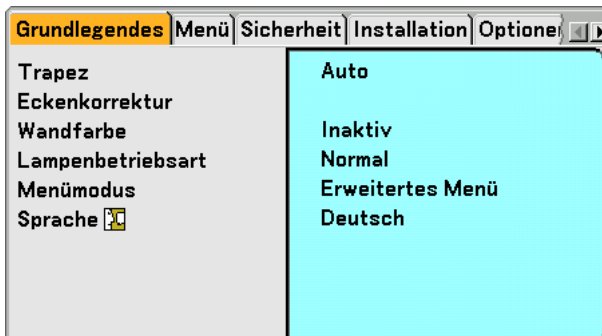 Grundlegendes Menü Sicherheit Installation
Trapez Auto
Eckenkorrektur
Wandfarbe Inaktiv
Lampenbetriebsart Normal
Menümodus Erweitertes Menü
Sprache Deutsch